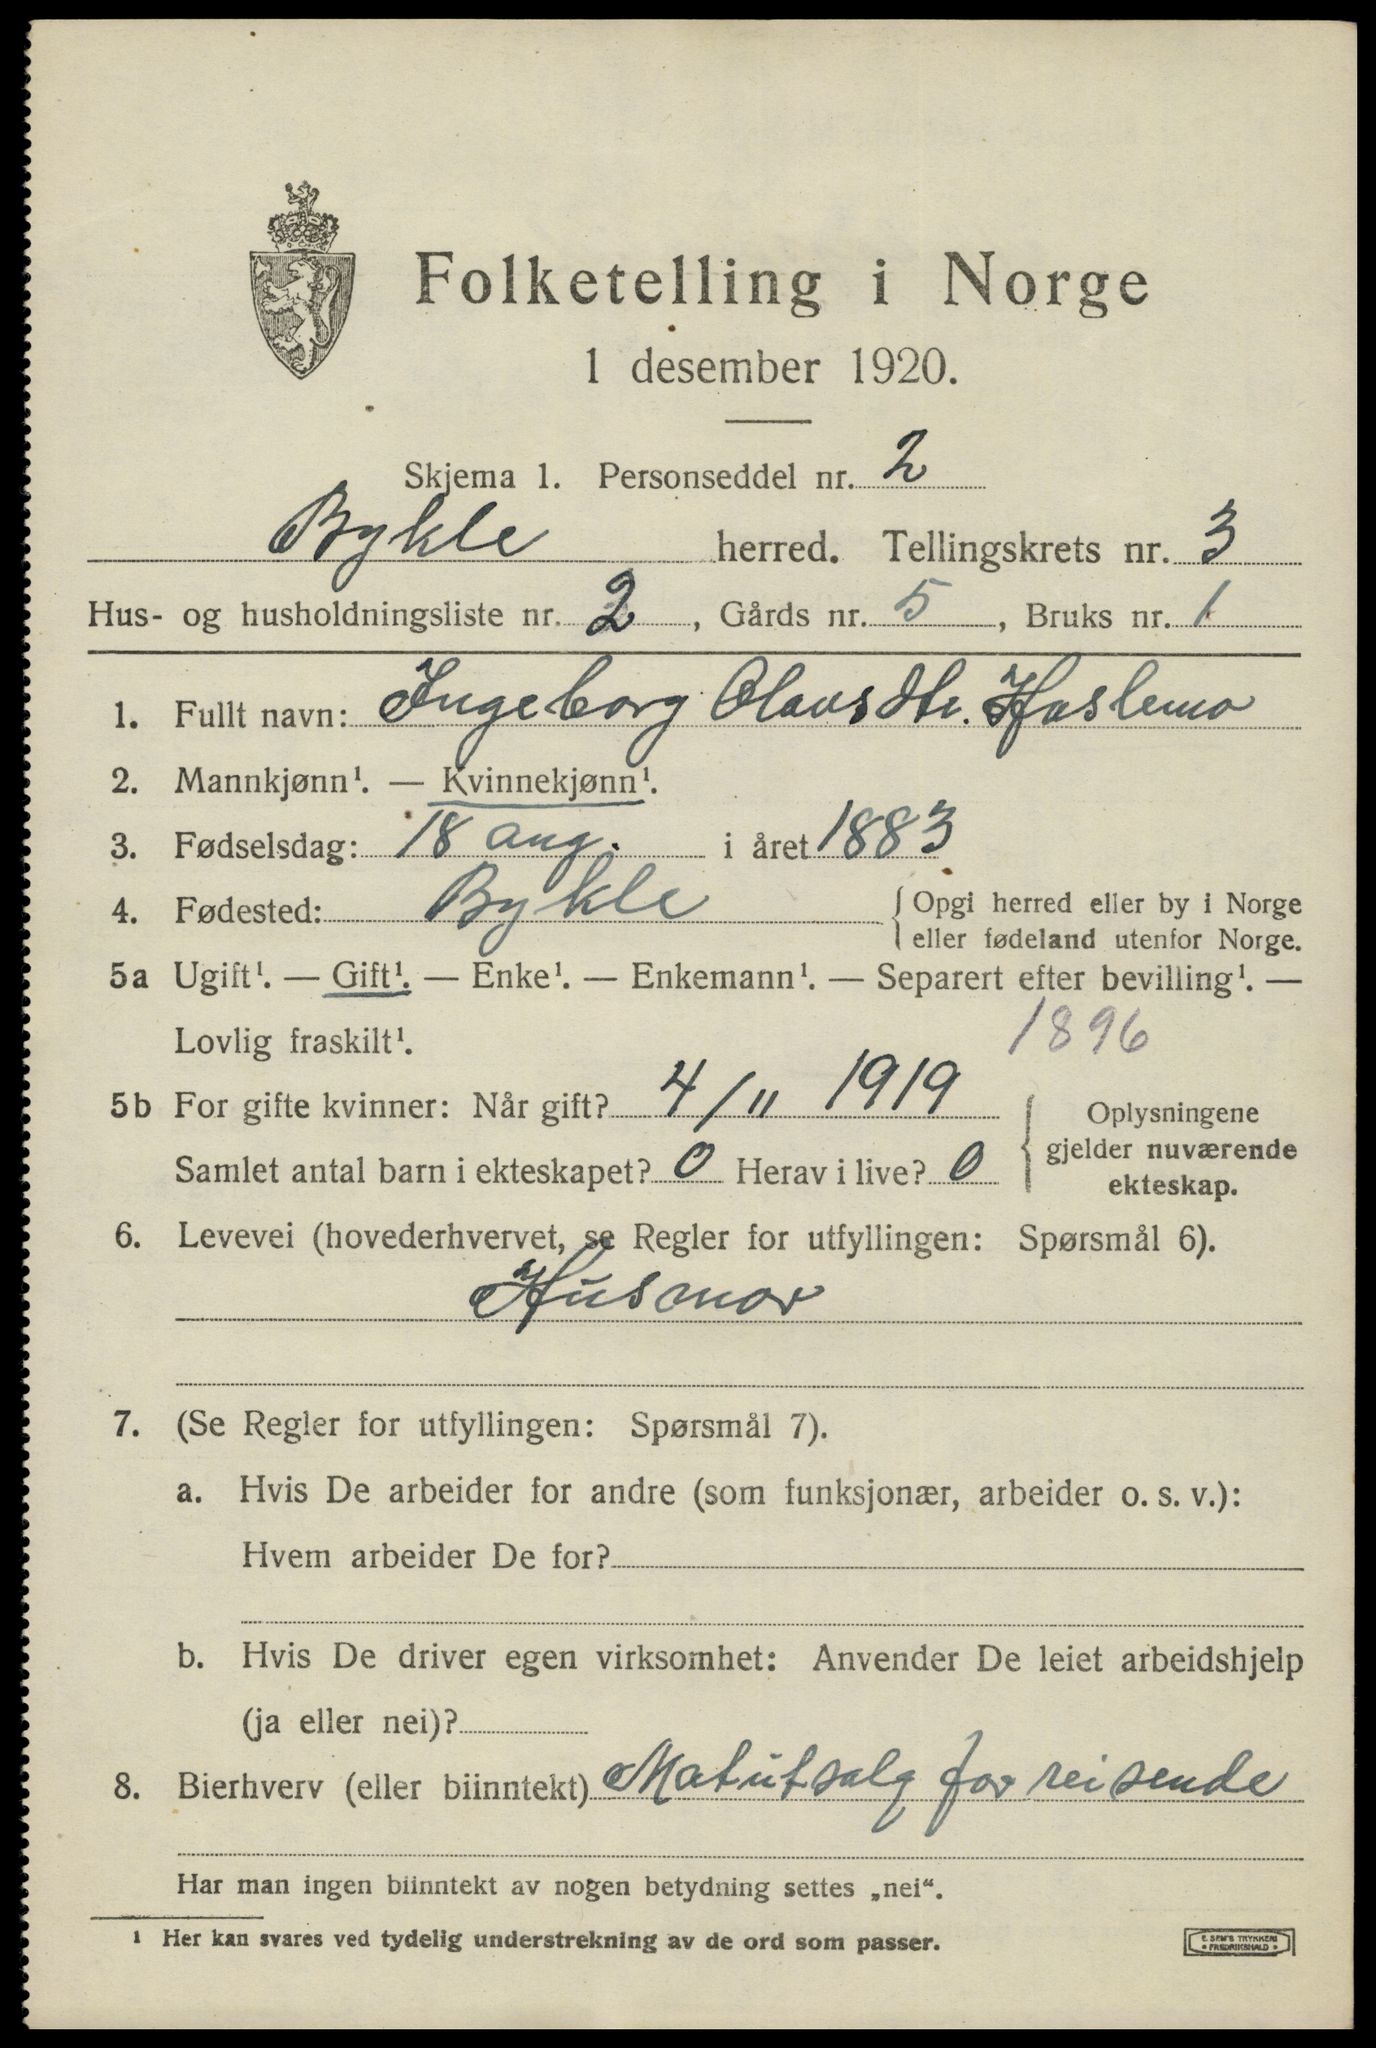 Folketelling i Norge
1 desember 1920.
Skjema 1. Personseddel nr. 2
Bykle herred. Tellingskrets nr. 3
Hus- og husholdningsliste nr. 2, Gårds nr. 5, Bruks nr. 1
1. Fullt navn: Ingeborg Olavsdtr. Haslemo
2. Mannkjønn¹. — Kvinnekjønn¹.
3. Fødselsdag: 18 aug. i året 1883
4. Fødested: Bykle { Opgi herred eller by i Norge
eller fødeland utenfor Norge.
5a Ugift¹. — Gift¹. — Enke¹. — Enkemann¹. — Separert efter bevilling¹. —
Lovlig fraskilt¹. 1896
5b For gifte kvinner: Når gift? 4/11 1919
Samlet antal barn i ekteskapet? 0 Herav i live? 0
{ Oplysningene
gjelder nuværende
ekteskap.
6. Levevei (hovederhvervet, se Regler for utfyllingen: Spørsmål 6).
Husmor
7. (Se Regler for utfyllingen: Spørsmål 7).
a. Hvis De arbeider for andre (som funksjonær, arbeider o. s. v.):
Hvem arbeider De for?
b. Hvis De driver egen virksomhet: Anvender De leiet arbeidshjelp
(ja eller nei)?
8. Bierhverv (eller biinntekt) Matutsalg for reisende
Har man ingen biinntekt av nogen betydning settes „nei“.
¹ Her kan svares ved tydelig understrekning av de ord som passer.
E. SEM'S TRYKKERI
• FREDRIKSHALD •